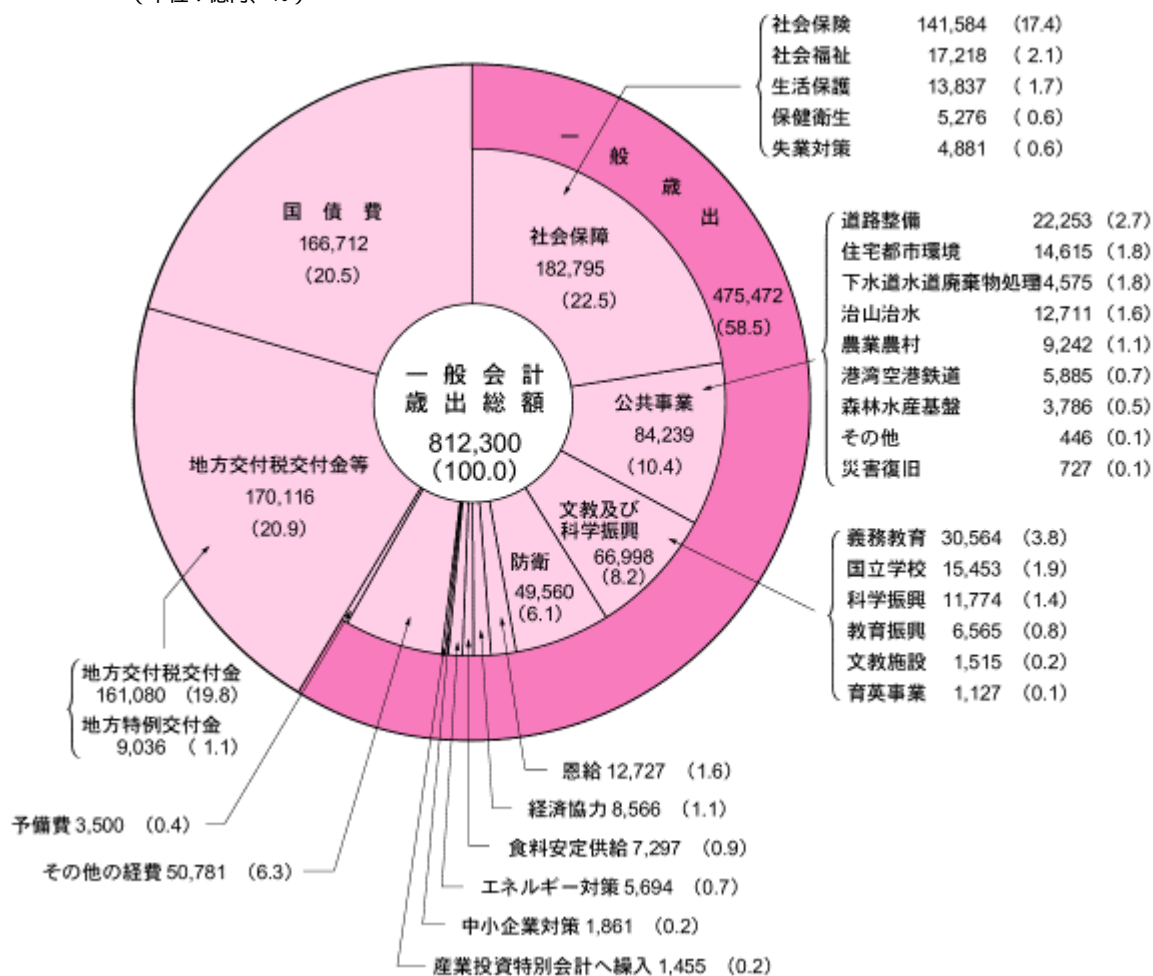 社会保険 141,584 (17.4)
社会福祉 17,218 ( 2.1)
生活保護 13,837 ( 1.7)
保健衛生 5,276 ( 0.6)
失業対策 4,881 ( 0.6)
一般歳出
475,472
(58.5)
国債費
166,712
(20.5)
社会保障
182,795
(22.5)
道路整備 22,253 (2.7)
住宅都市環境 14,615 (1.8)
下水道水道廃棄物処理 4,575 (1.8)
治山治水 12,711 (1.6)
農業農村 9,242 (1.1)
港湾空港鉄道 5,885 (0.7)
森林水産基盤 3,786 (0.5)
その他 446 (0.1)
災害復旧 727 (0.1)
一般会計
歳出総額
812,300
(100.0)
公共事業
84,239
(10.4)
地方交付税交付金等
170,116
(20.9)
文教及び
科学振興
66,998
(8.2)
防衛
49,560
(6.1)
義務教育 30,564 (3.8)
国立学校 15,453 (1.9)
科学振興 11,774 (1.4)
教育振興 6,565 (0.8)
文教施設 1,515 (0.2)
育英事業 1,127 (0.1)
地方交付税交付金
161,080 (19.8)
地方特例交付金
9,036 ( 1.1)
恩給 12,727 (1.6)
経済協力 8,566 (1.1)
予備費 3,500 (0.4)
食料安定供給 7,297 (0.9)
その他の経費 50,781 (6.3)
エネルギー対策 5,694 (0.7)
中小企業対策 1,861 (0.2)
産業投資特別会計へ繰入 1,455 (0.2)